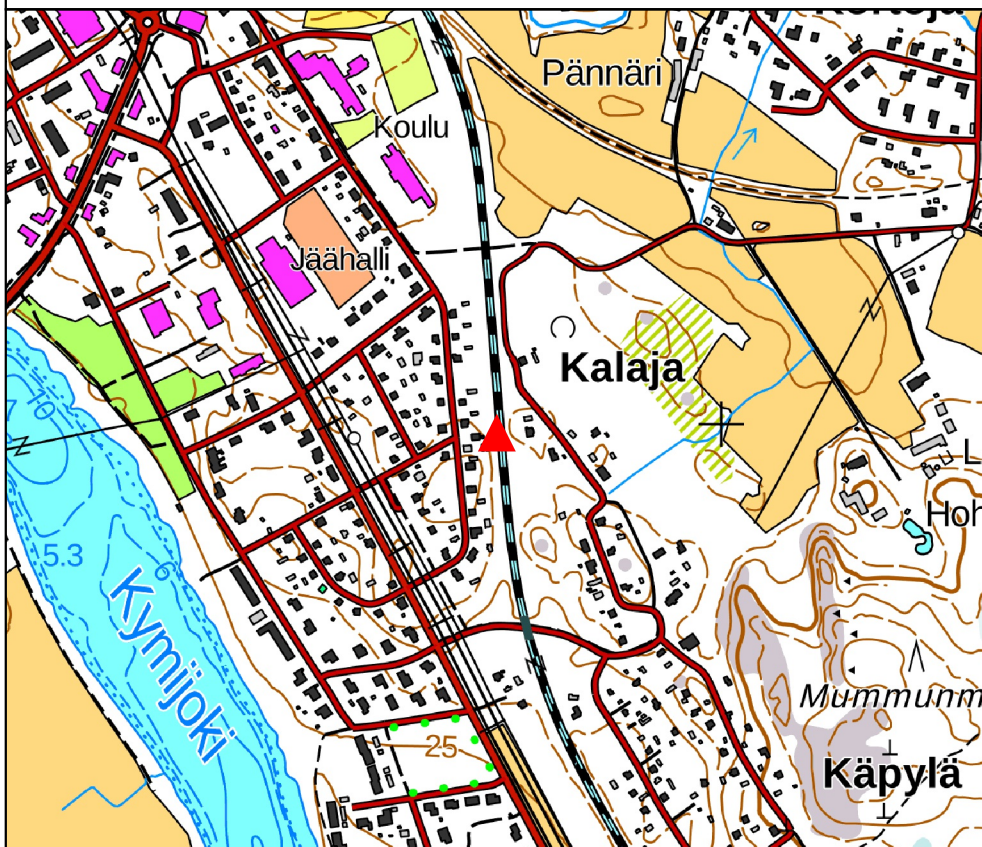 Pännäri
Koulu
Jäähalli
Kalaja
10
5.3
6
Kymijoki
25
Käpylä
Mummunm
Hoh
L